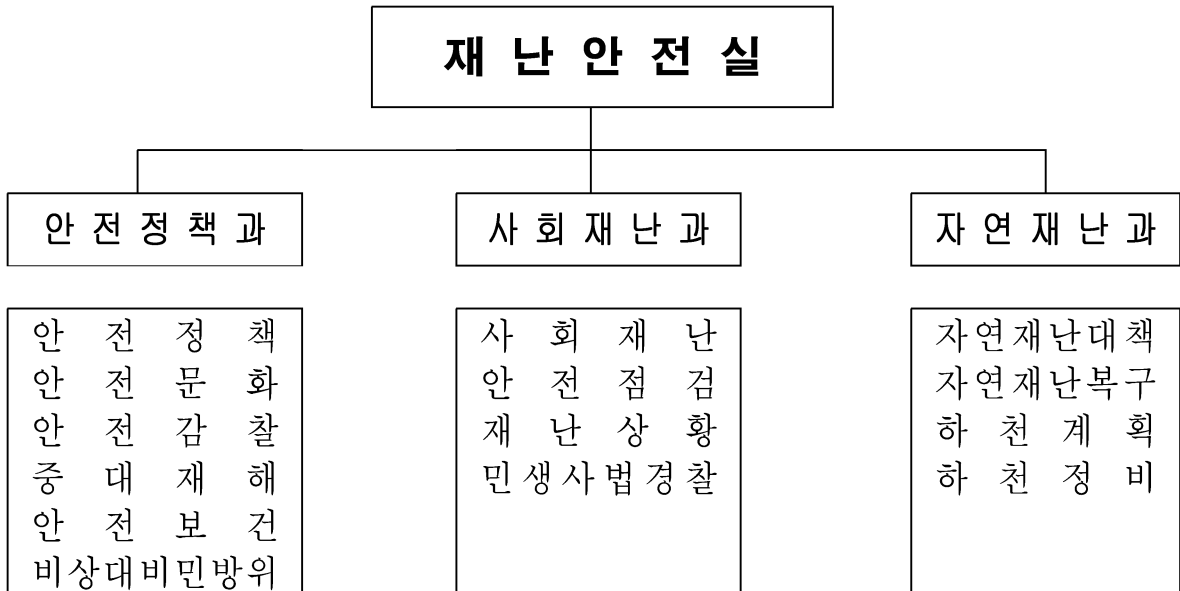 재난안전실
안전정책과
사회재난과
자연재난과
안전정책
안전문화
안전감찰
중대재해
안전보건
비상대비민방위
사회재난
안전점검
재난상황
민생사법경찰
자연재난대책
자연재난복구
하천계획
하천정비